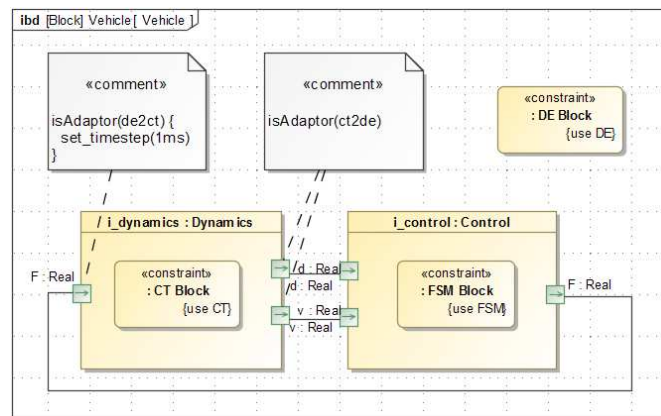 ibd [Block] Vehicle[ Vehicle ]
«comment»
isAdaptor(de2ct) {
set_timestep(1ms)
}
«comment»
isAdaptor(ct2de)
«constraint»
: DE Block
{use DE}
i_dynamics : Dynamics
i_control : Control
F : Real
«constraint»
: CT Block
{use CT}
d : Real
d : Real
v : Real
v : Real
«constraint»
: FSM Block
{use FSM}
F : Real